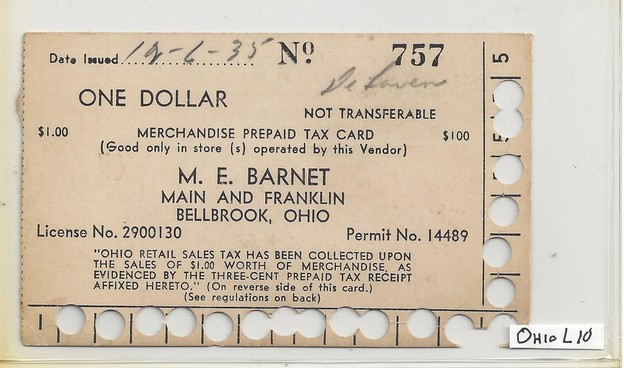 Date Issued 12-6-35 Nº 757
ONE DOLLAR
NOT TRANSFERABLE
$1.00 MERCHANDISE PREPAID TAX CARD $100
(Good only in store (s) operated by this Vendor)
M. E. BARNET
MAIN AND FRANKLIN
BELLBROOK, OHIO
License No. 2900130 Permit No. 14489
"OHIO RETAIL SALES TAX HAS BEEN COLLECTED UPON
THE SALES OF $1.00 WORTH OF MERCHANDISE, AS
EVIDENCED BY THE THREE-CENT PREPAID TAX RECEIPT
AFFIXED HERETO." (On reverse side of this card.)
(See regulations on back)
5
5
1
OHIO L 10